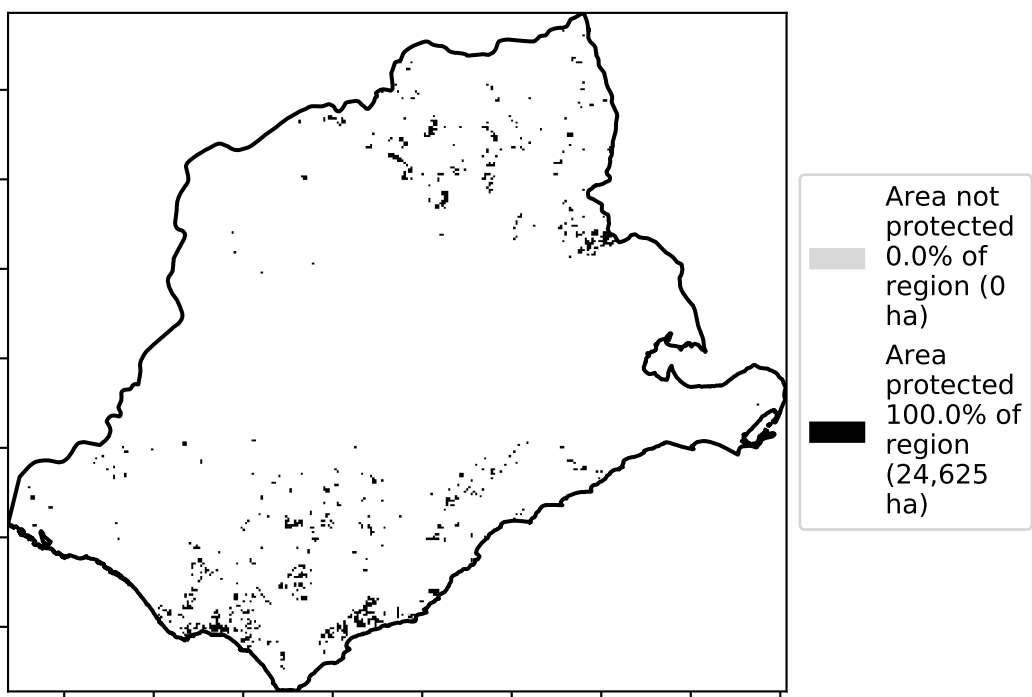 Area not
protected
0.0% of
region (0
ha)
Area
protected
100.0% of
region
(24,625
ha)